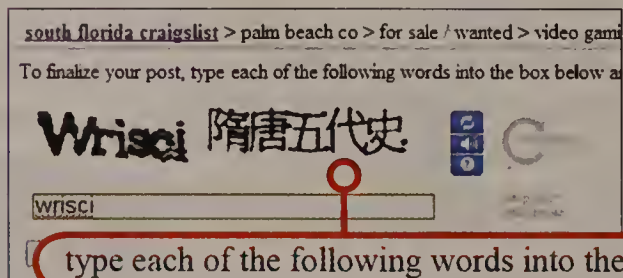 south florida craigslist > palm beach co > for sale / wanted > video gami
To finalize your post, type each of the following words into the box below a
Wrisci 隋唐五代史
wrisci
type each of the following words into the